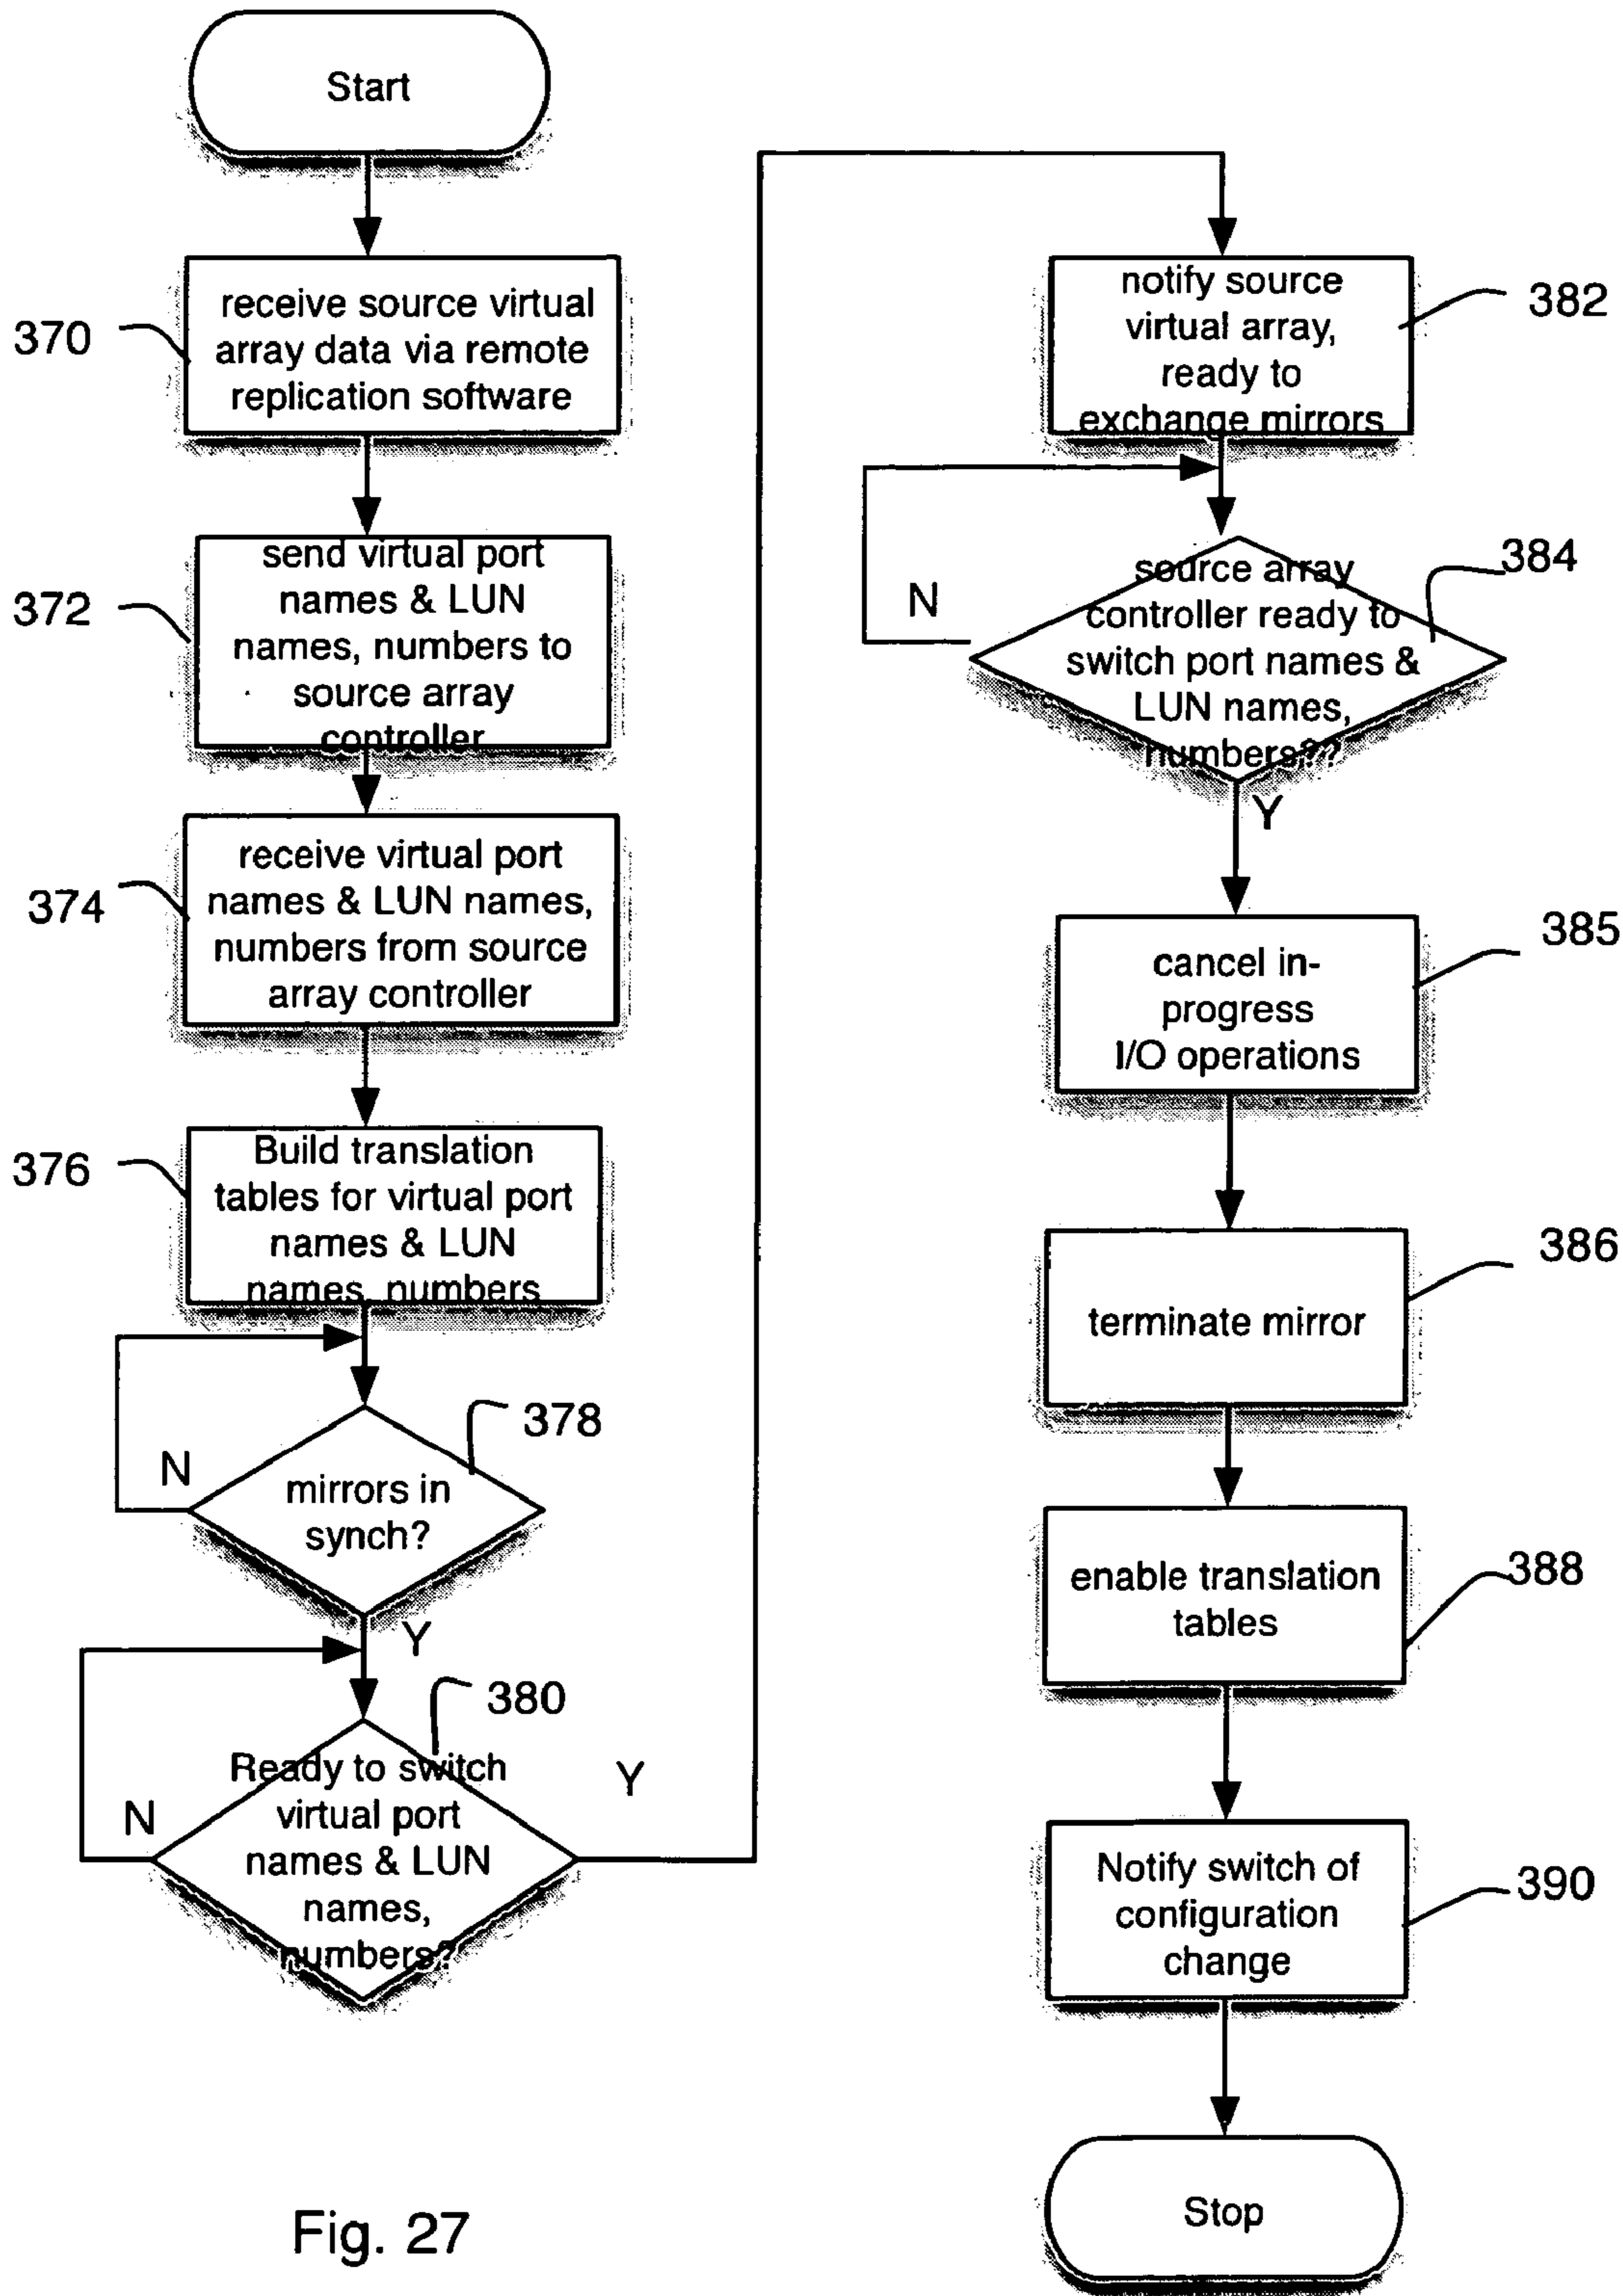 Start
370
receive source virtual
array data via remote
replication software
372
send virtual port
names & LUN
names, numbers to
source array
controller
374
receive virtual port
names & LUN names,
numbers from source
array controller
376
Build translation
tables for virtual port
names & LUN
names, numbers
378
N
mirrors in
synch?
Y
380
Ready to switch
virtual port
names & LUN
names,
numbers?
N
Y
382
notify source
virtual array,
ready to
exchange mirrors
384
source array
controller ready to
switch port names &
LUN names,
numbers??
N
Y
385
cancel in-
progress
I/O operations
386
terminate mirror
388
enable translation
tables
390
Notify switch of
configuration
change
Stop
Fig. 27